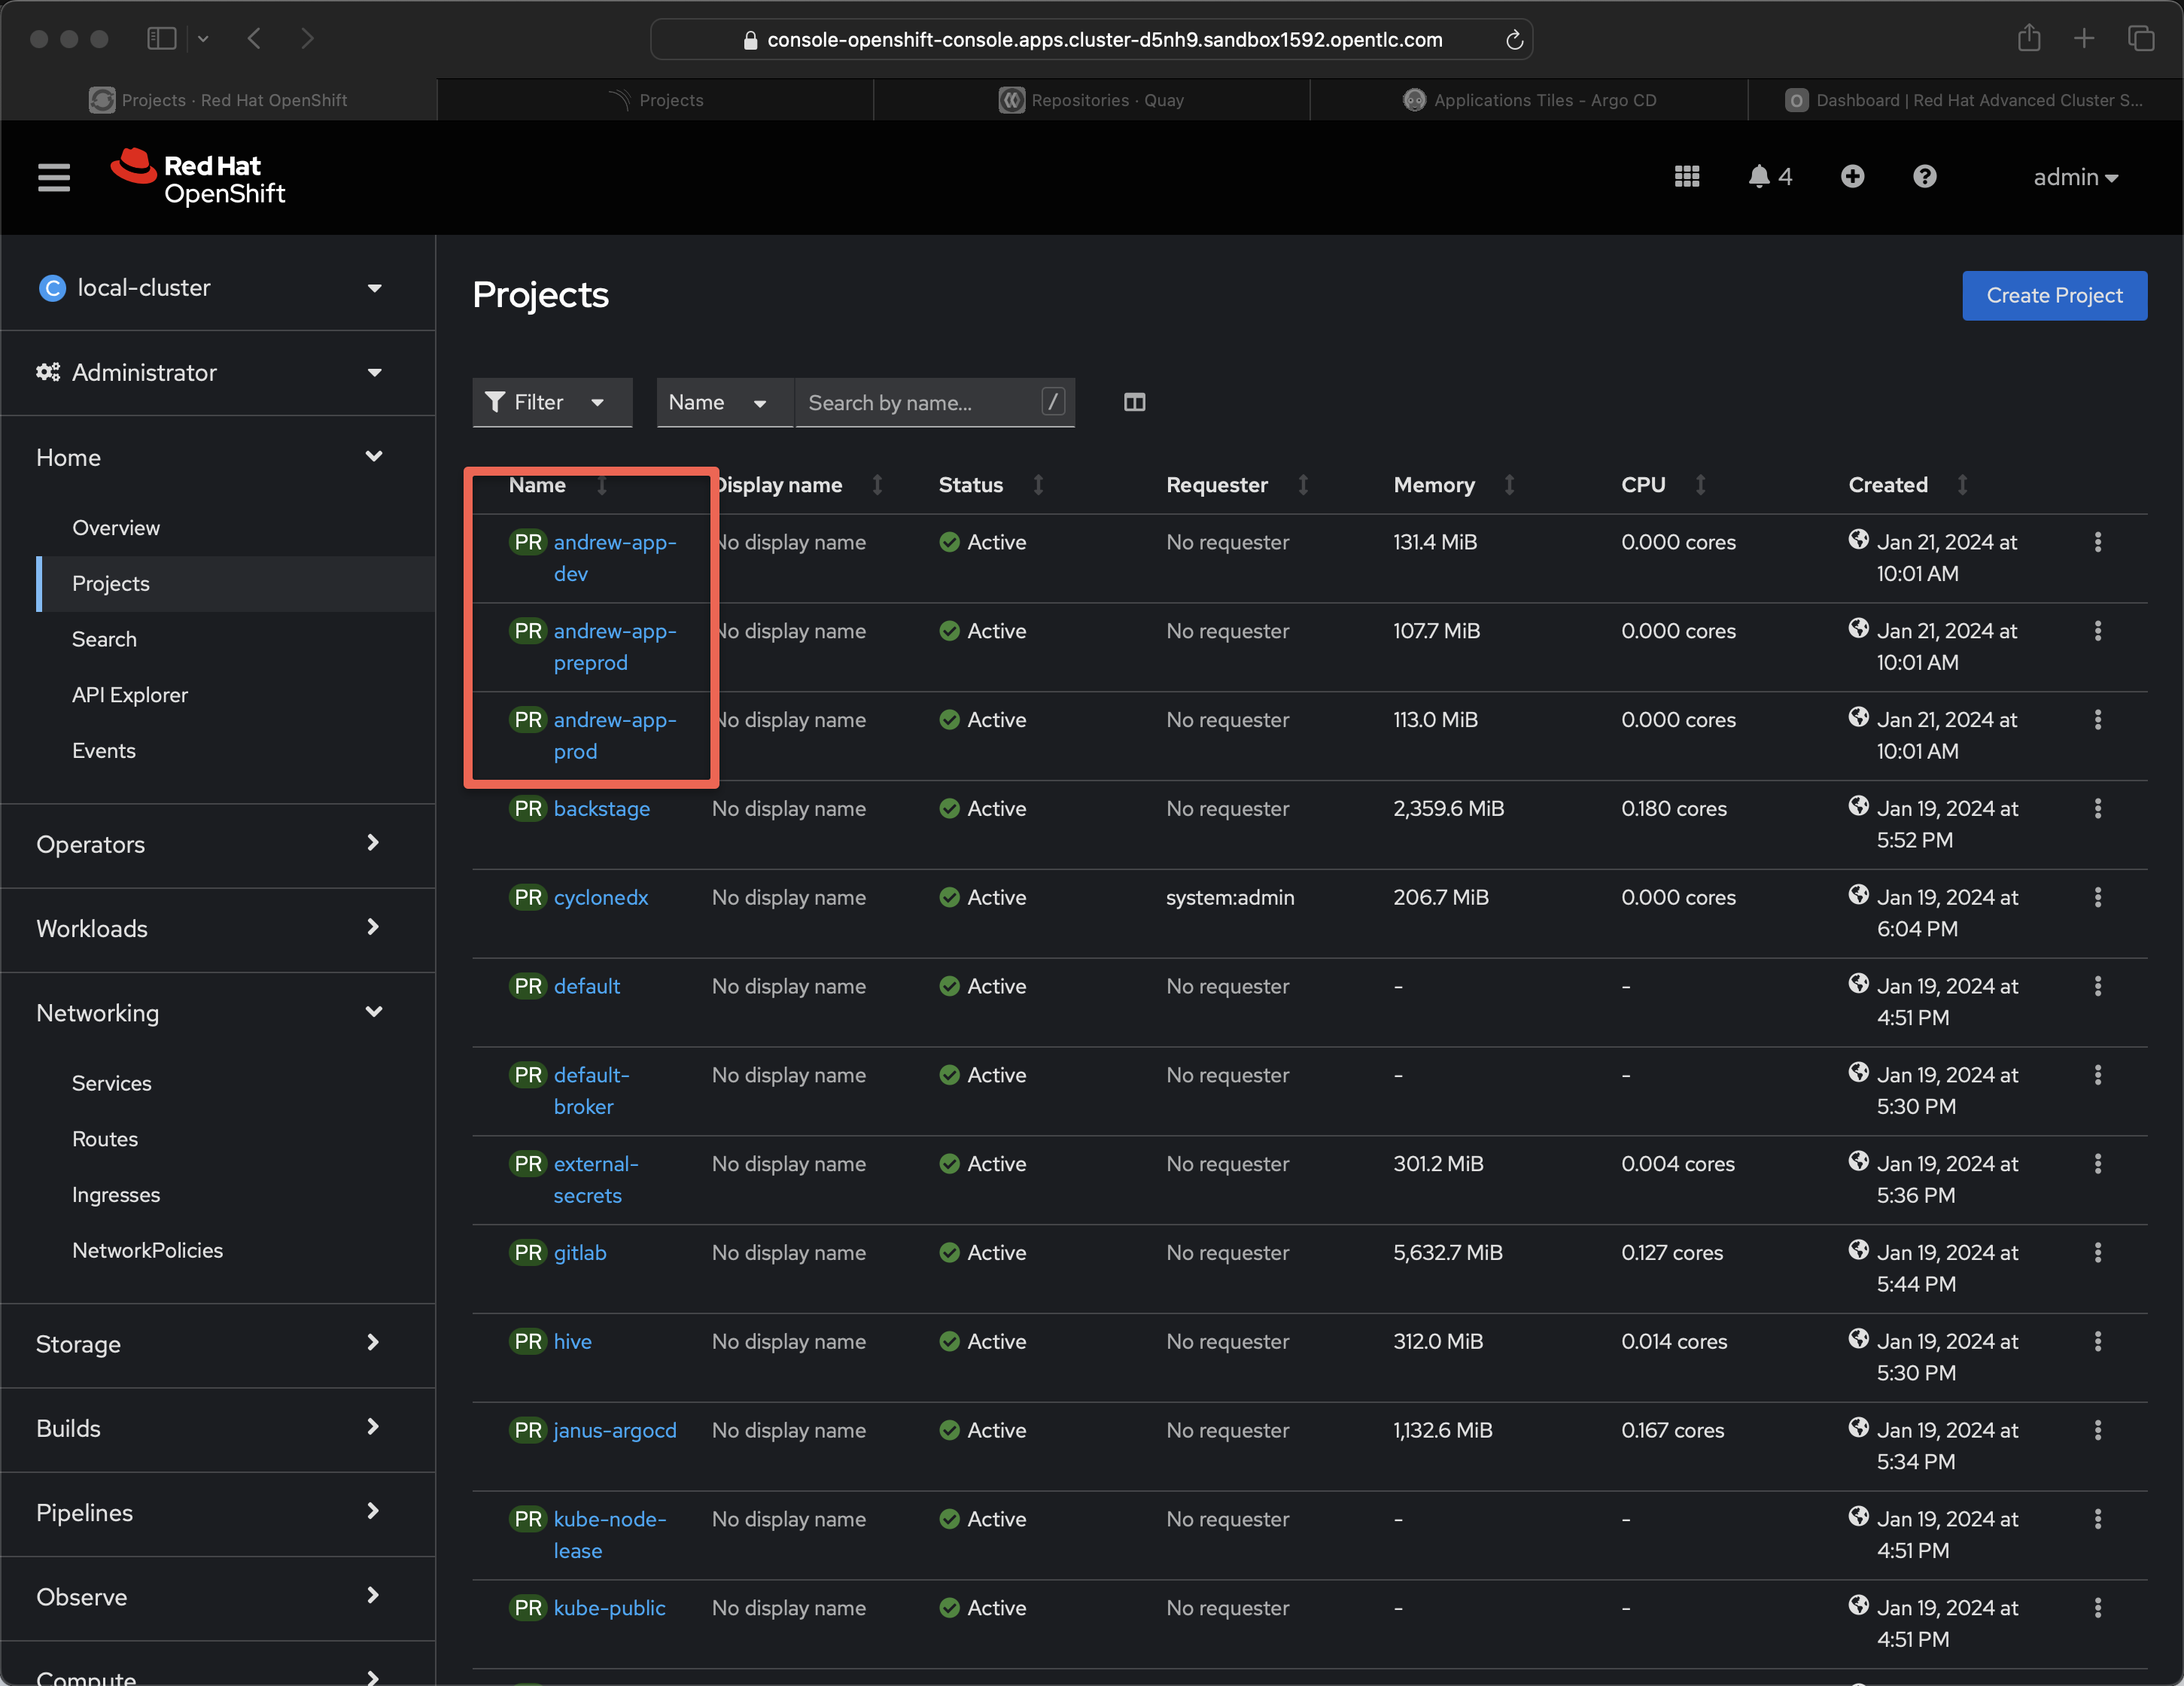 console-openshift-console.apps.cluster-d5nh9.sandbox1592.opentlc.com
Projects · Red Hat OpenShift
Projects
Repositories · Quay
Applications Tiles - Argo CD
O Dashboard | Red Hat Advanced Cluster S...
Red Hat
OpenShift
4
admin
C local-cluster
Administrator
Home
Overview
Projects
Search
API Explorer
Events
Operators
Workloads
Networking
Services
Routes
Ingresses
NetworkPolicies
Storage
Builds
Pipelines
Observe
Compute
Projects
Create Project
Filter
Name
Search by name...
/
Name Display name Status Requester Memory CPU Created
PR andrew-app- No display name Active No requester 131.4 MiB 0.000 cores Jan 21, 2024 at
dev 10:01 AM
PR andrew-app- No display name Active No requester 107.7 MiB 0.000 cores Jan 21, 2024 at
preprod 10:01 AM
PR andrew-app- No display name Active No requester 113.0 MiB 0.000 cores Jan 21, 2024 at
prod 10:01 AM
PR backstage No display name Active No requester 2,359.6 MiB 0.180 cores Jan 19, 2024 at
5:52 PM
PR cyclonedx No display name Active system:admin 206.7 MiB 0.000 cores Jan 19, 2024 at
6:04 PM
PR default No display name Active No requester - - Jan 19, 2024 at
4:51 PM
PR default- No display name Active No requester - - Jan 19, 2024 at
broker 5:30 PM
PR external- No display name Active No requester 301.2 MiB 0.004 cores Jan 19, 2024 at
secrets 5:36 PM
PR gitlab No display name Active No requester 5,632.7 MiB 0.127 cores Jan 19, 2024 at
5:44 PM
PR hive No display name Active No requester 312.0 MiB 0.014 cores Jan 19, 2024 at
5:30 PM
PR janus-argocd No display name Active No requester 1,132.6 MiB 0.167 cores Jan 19, 2024 at
5:34 PM
PR kube-node- No display name Active No requester - - Jan 19, 2024 at
lease 4:51 PM
PR kube-public No display name Active No requester - - Jan 19, 2024 at
4:51 PM